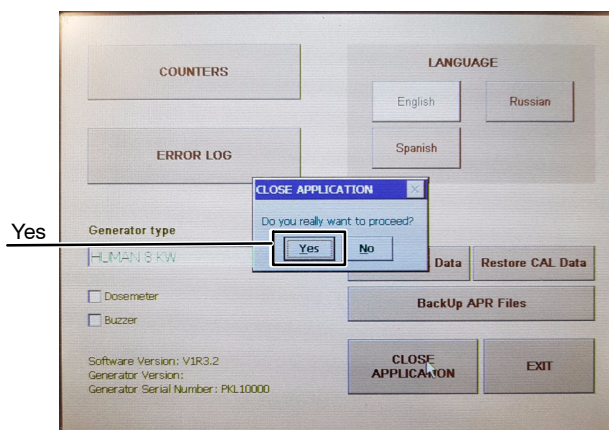 COUNTERS
ERROR LOG
LANGUAGE
English
Russian
Spanish
CLOSE APPLICATION
Do you really want to proceed?
Yes
No
Yes
Generator type
HUMAN 8 KW
Dosemeter
Buzzer
Data
Restore CAL Data
BackUp APR Files
Software Version: V1R3.2
Generator Version:
Generator Serial Number: PKL10000
CLOSE
APPLICATION
EXIT